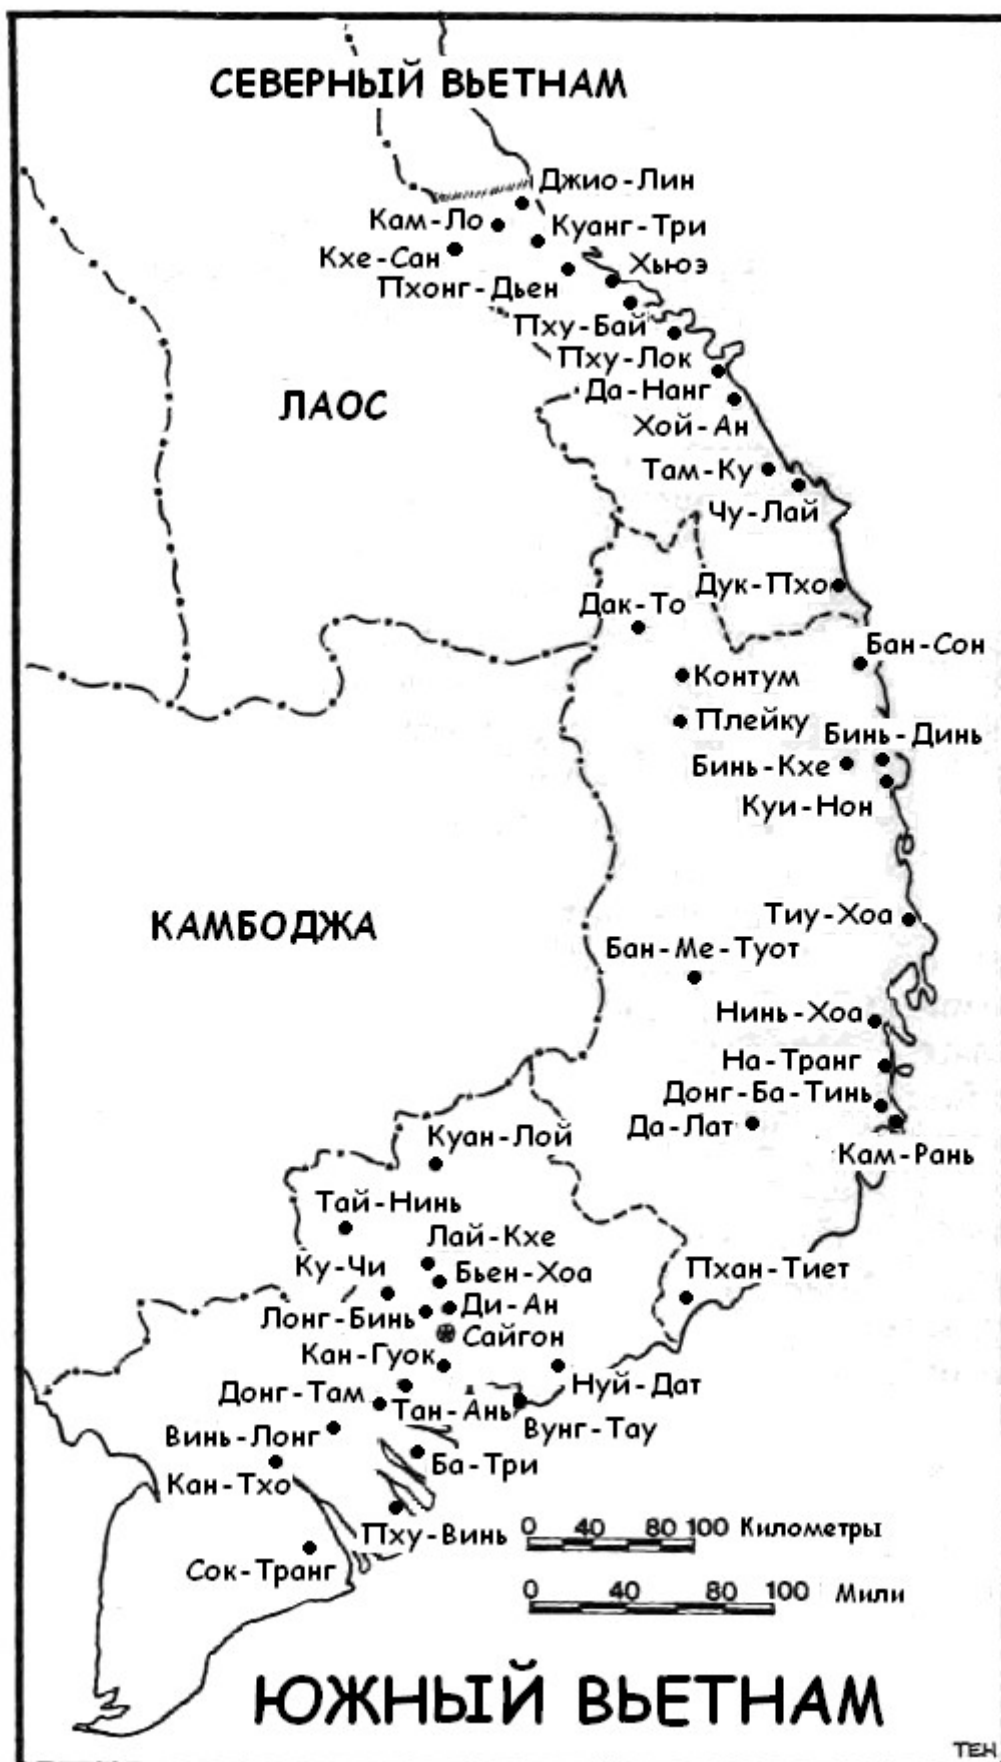 СЕВЕРНЫЙ ВЬЕТНАМ
Джио-Лин
Кам-Ло
Куанг-Три
Кхе-Сан
Хьюэ
Пхонг-Дьен
Пху-Бай
Пху-Лок
Да-Нанг
ЛАОС
Хой-Ан
Там-Ку
Чу-Лай
Дук-Пхо
Дак-То
Бан-Сон
Контум
Плейку
Бинь-Динь
Бинь-Кхе
Куи-Нон
Тиу-Хоа
КАМБОДЖА
Бан-Ме-Туот
Нинь-Хоа
На-Транг
Донг-Ба-Тинь
Да-Лат
Куан-Лой
Кам-Рань
Тай-Нинь
Лай-Кхе
Ку-Чи
Бьен-Хоа
Пхан-Тиет
Лонг-Бинь
Ди-Ан
Сайгон
Кан-Гуок
Нуй-Дат
Донг-Там
Тан-Ань
Вунг-Тау
Винь-Лонг
Ба-Три
Кан-Тхо
Пху-Винь
0 40 80 100 Километры
Сок-Транг
0 40 80 100 Мили
ЮЖНЫЙ ВЬЕТНАМ
ТЕН